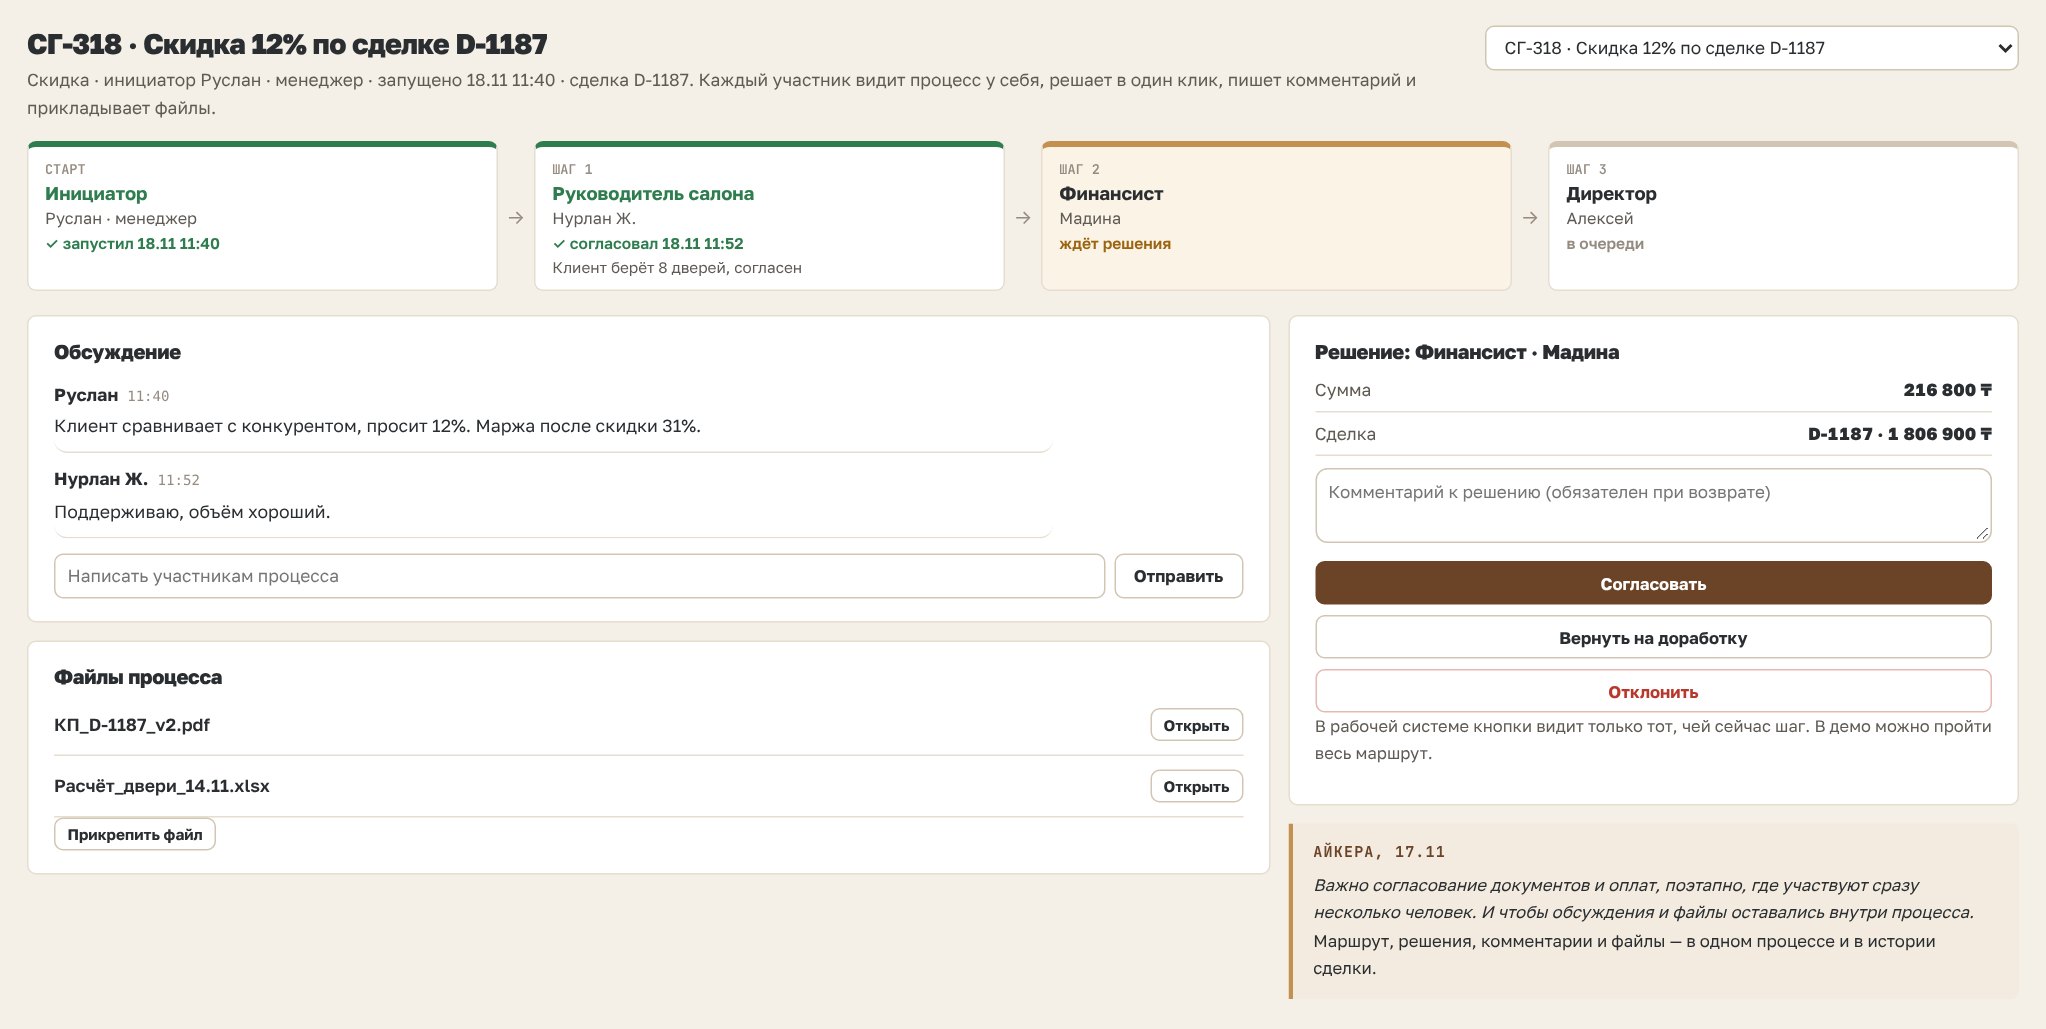 СГ-318 · Скидка 12% по сделке D-1187
СГ-318 · Скидка 12% по сделке D-1187
Скидка · инициатор Руслан · менеджер · запущено 18.11 11:40 · сделка D-1187. Каждый участник видит процесс у себя, решает в один клик, пишет комментарий и
прикладывает файлы.
СТАРТ
Инициатор
Руслан · менеджер
✓ запустил 18.11 11:40
→
ШАГ 1
Руководитель салона
Нурлан Ж.
✓ согласовал 18.11 11:52
Клиент берёт 8 дверей, согласен
→
ШАГ 2
Финансист
Мадина
ждёт решения
→
ШАГ 3
Директор
Алексей
в очереди
Обсуждение
Руслан 11:40
Клиент сравнивает с конкурентом, просит 12%. Маржа после скидки 31%.
Нурлан Ж. 11:52
Поддерживаю, объём хороший.
Написать участникам процесса
Отправить
Файлы процесса
КП_D-1187_v2.pdf
Открыть
Расчёт_двери_14.11.xlsx
Открыть
Прикрепить файл
Решение: Финансист · Мадина
Сумма 216 800 ₸
Сделка D-1187 · 1 806 900 ₸
Комментарий к решению (обязателен при возврате)
Согласовать
Вернуть на доработку
Отклонить
В рабочей системе кнопки видит только тот, чей сейчас шаг. В демо можно пройти
весь маршрут.
АЙКЕРА, 17.11
Важно согласование документов и оплат, поэтапно, где участвуют сразу
несколько человек. И чтобы обсуждения и файлы оставались внутри процесса.
Маршрут, решения, комментарии и файлы — в одном процессе и в истории
сделки.